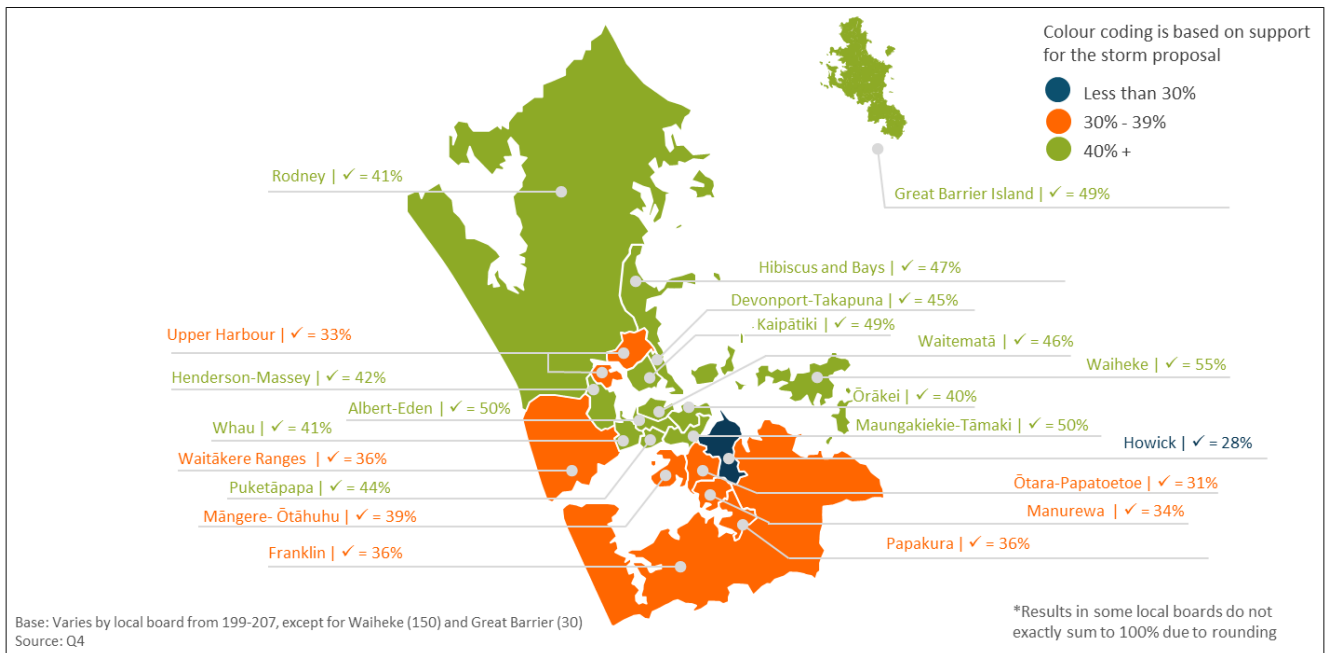 Colour coding is based on support
for the storm proposal
Less than 30%
30% - 39%
40% +
Rodney | ✓ = 41%
Great Barrier Island | ✓ = 49%
Hibiscus and Bays | ✓ = 47%
Devonport-Takapuna | ✓ = 45%
Kaipātiki | ✓ = 49%
Upper Harbour | ✓ = 33%
Waitematā | ✓ = 46%
Waiheke | ✓ = 55%
Henderson-Massey | ✓ = 42%
Ōrākei | ✓ = 40%
Albert-Eden | ✓ = 50%
Maungakiekie-Tāmaki | ✓ = 50%
Whau | ✓ = 41%
Howick | ✓ = 28%
Waitākere Ranges | ✓ = 36%
Ōtara-Papatoetoe | ✓ = 31%
Puketāpapa | ✓ = 44%
Manurewa | ✓ = 34%
Māngere- Ōtāhuhu | ✓ = 39%
Papakura | ✓ = 36%
Franklin | ✓ = 36%
Base: Varies by local board from 199-207, except for Waiheke (150) and Great Barrier (30)
Source: Q4
*Results in some local boards do not
exactly sum to 100% due to rounding